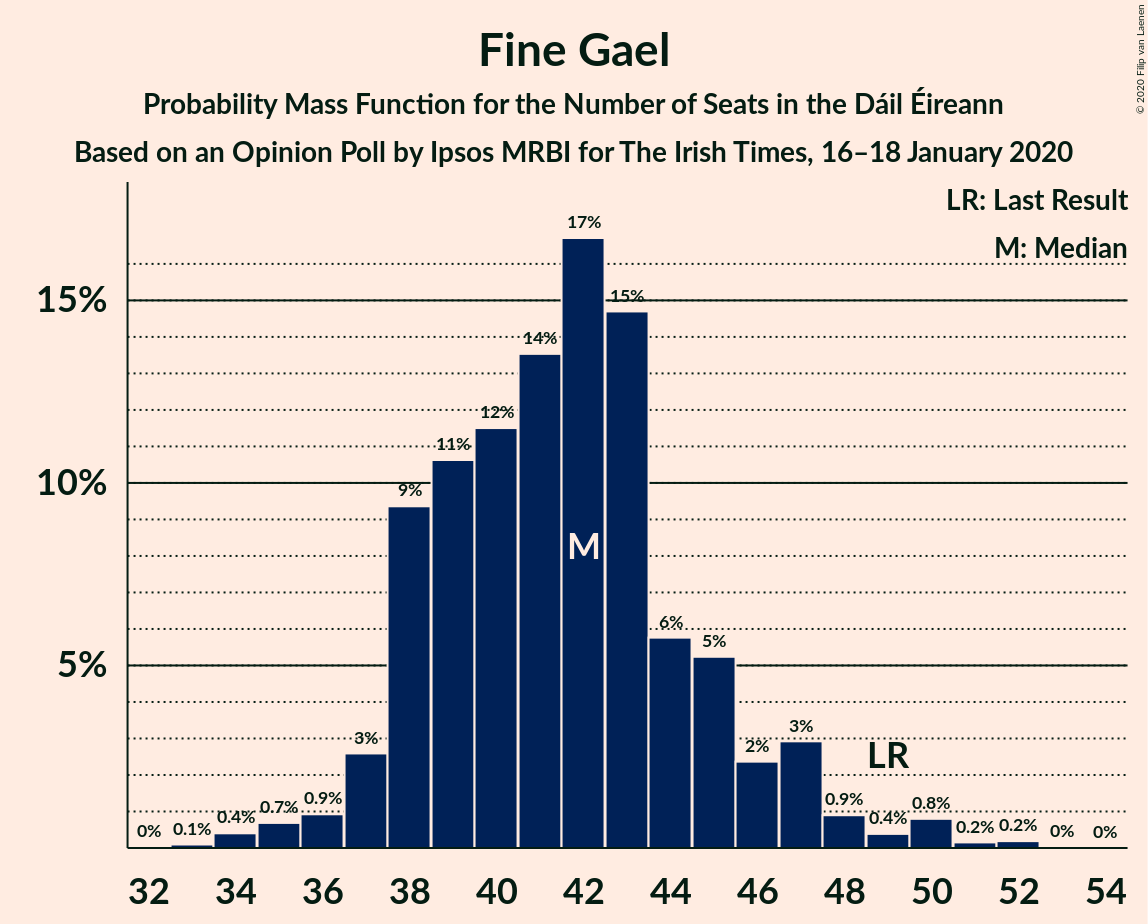 Fine Gael
Probability Mass Function for the Number of Seats in the Dáil Éireann
Based on an Opinion Poll by Ipsos MRBI for The Irish Times, 16–18 January 2020
© 2020 Filip van Laenen
LR: Last Result
M: Median
15%
10%
5%
0%
0.1%
0.4%
0.7%
0.9%
3%
9%
11%
12%
14%
17%
15%
6%
5%
2%
3%
0.9%
0.4%
0.8%
0.2%
0.2%
0%
0%
M
LR
32 34 36 38 40 42 44 46 48 50 52 54